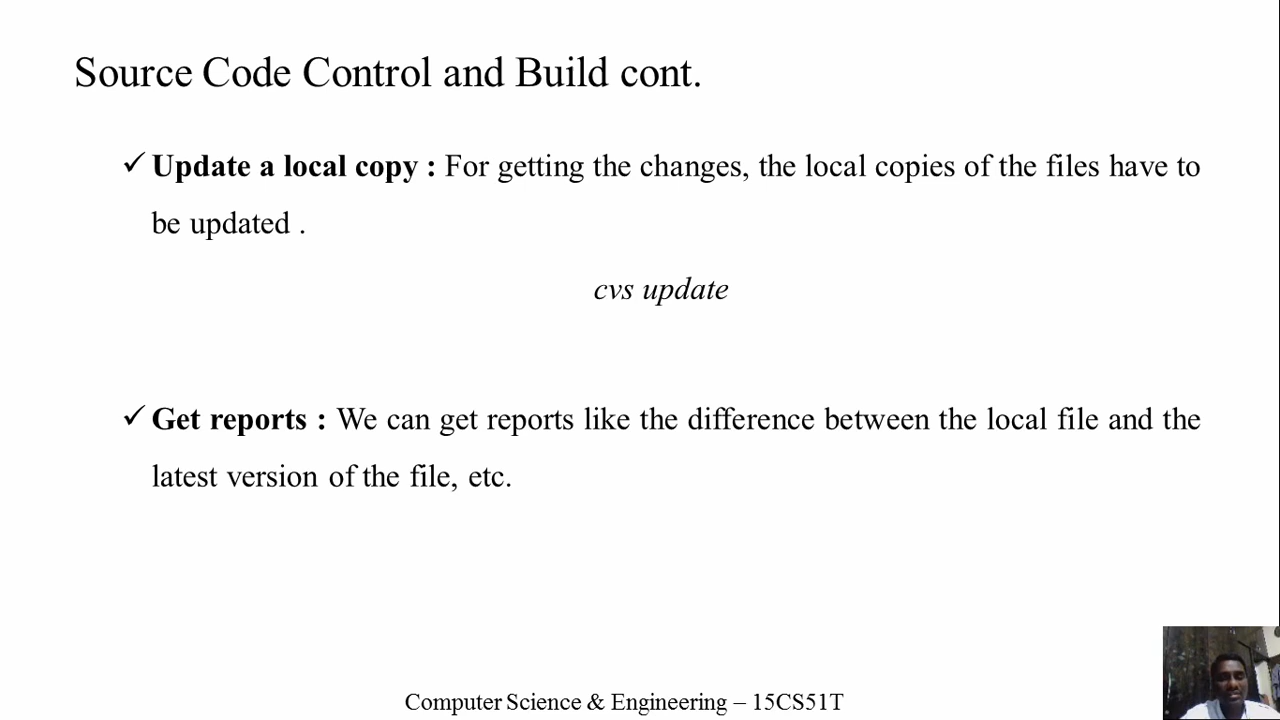 Source Code Control and Build cont.
✓ Update a local copy : For getting the changes, the local copies of the files have to
be updated .
cvs update
✓ Get reports : We can get reports like the difference between the local file and the
latest version of the file, etc.
Computer Science & Engineering – 15CS51T